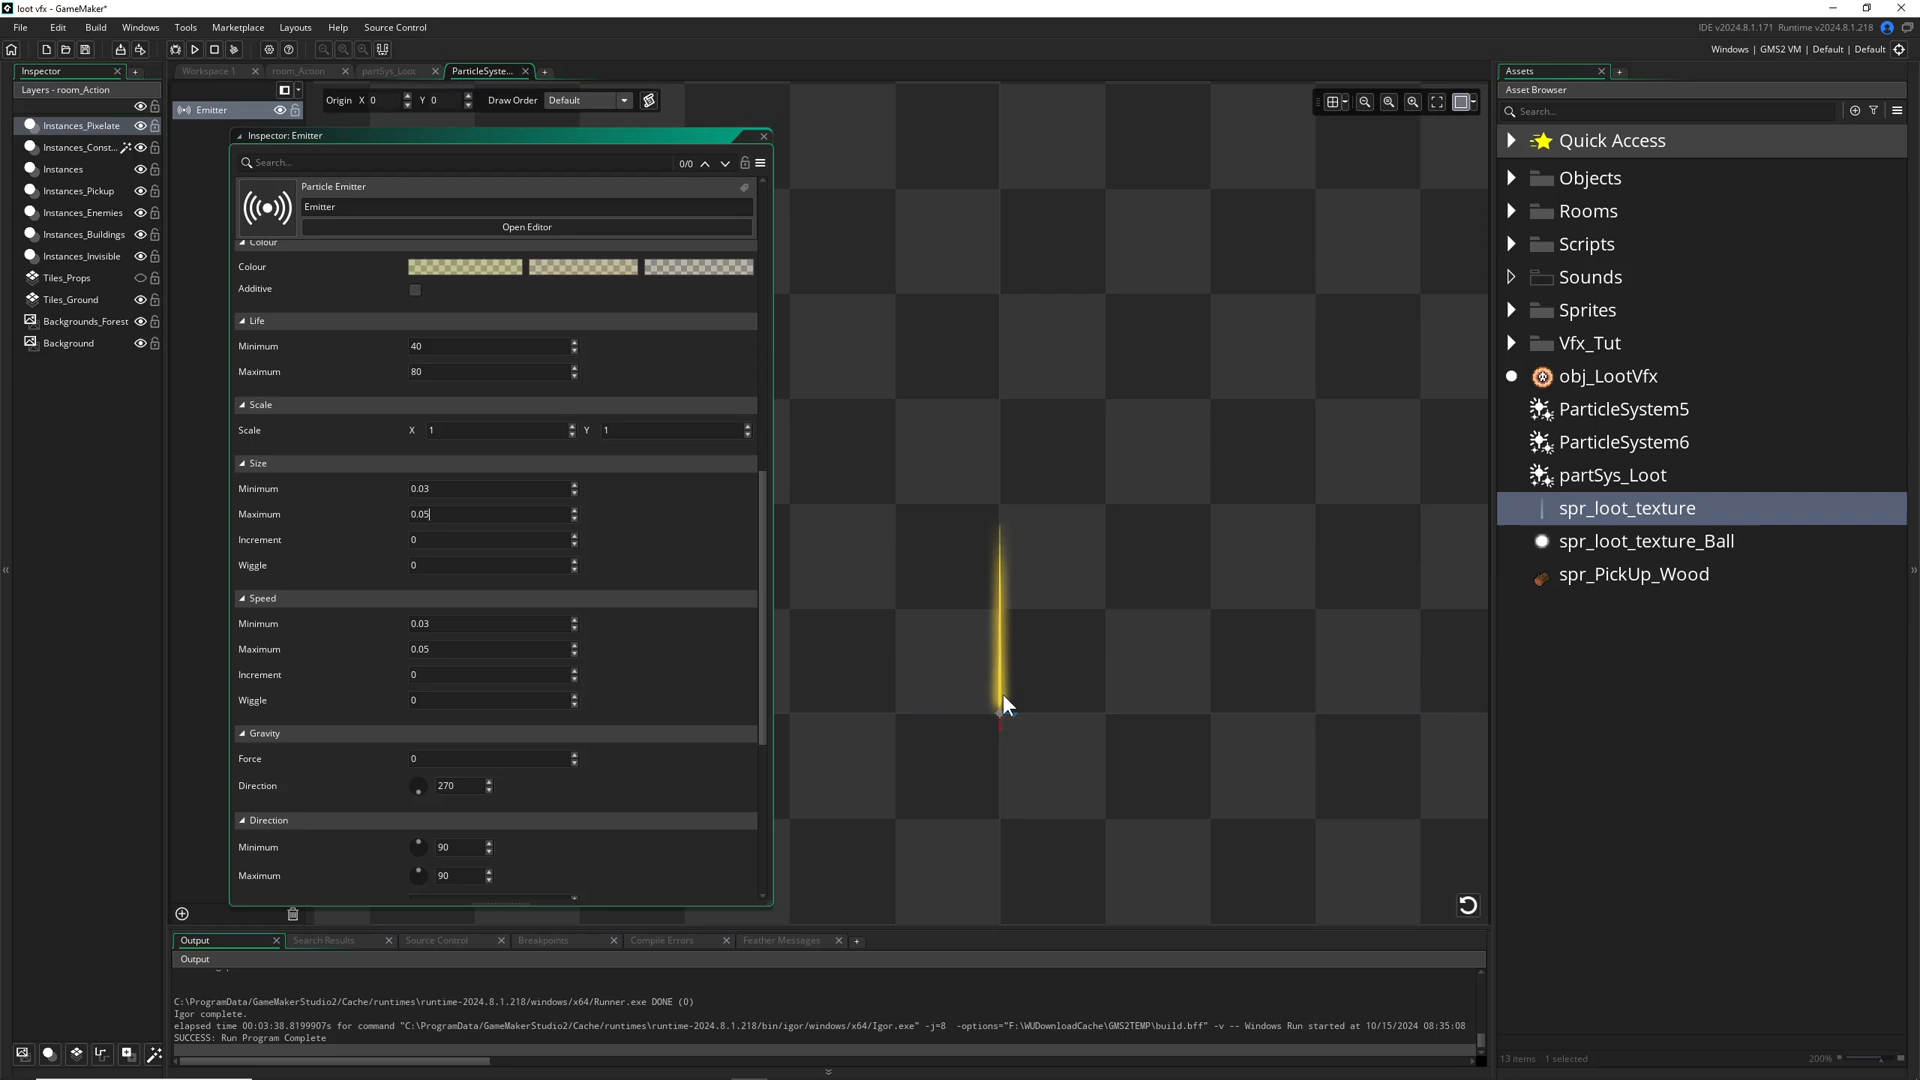 loot vfx - GameMaker*
File Edit Build Windows Tools Marketplace Layouts Help Source Control
IDE v2024.8.1.171 Runtime v2024.8.1.218
Windows | GMS2 VM | Default | Default
Inspector
Layers - room_Action
Instances_Pixelate
Instances_Const...
Instances
Instances_Pickup
Instances_Enemies
Instances_Buildings
Instances_Invisible
Tiles_Props
Tiles_Ground
Backgrounds_Forest
Background
Workspace 1
room_Action
partSys_Loot
ParticleSyste...
Emitter
Origin X 0 Y 0 Draw Order Default
Inspector: Emitter
Search...
0/0
Particle Emitter
Emitter
Open Editor
Colour
Colour
Additive
Life
Minimum 40
Maximum 80
Scale
Scale X 1 Y 1
Size
Minimum 0.03
Maximum 0.05
Increment 0
Wiggle 0
Speed
Minimum 0.03
Maximum 0.05
Increment 0
Wiggle 0
Gravity
Force 0
Direction 270
Direction
Minimum 90
Maximum 90
Assets
Asset Browser
Search...
Quick Access
Objects
Rooms
Scripts
Sounds
Sprites
Vfx_Tut
obj_LootVfx
ParticleSystem5
ParticleSystem6
partSys_Loot
spr_loot_texture
spr_loot_texture_Ball
spr_PickUp_Wood
13 items 1 selected
200%
Output Search Results Source Control Breakpoints Compile Errors Feather Messages
Output
C:\ProgramData/GameMakerStudio2/Cache/runtimes\runtime-2024.8.1.218/windows/x64/Runner.exe DONE (0)
Igor complete.
elapsed time 00:03:38.8199907s for command "C:\ProgramData/GameMakerStudio2/Cache/runtimes\runtime-2024.8.1.218/bin/igor/windows/x64/Igor.exe" -j=8 -options="F:\WUDownloadCache\GMS2TEMP\build.bff" -v -- Windows Run started at 10/15/2024 08:35:08
SUCCESS: Run Program Complete